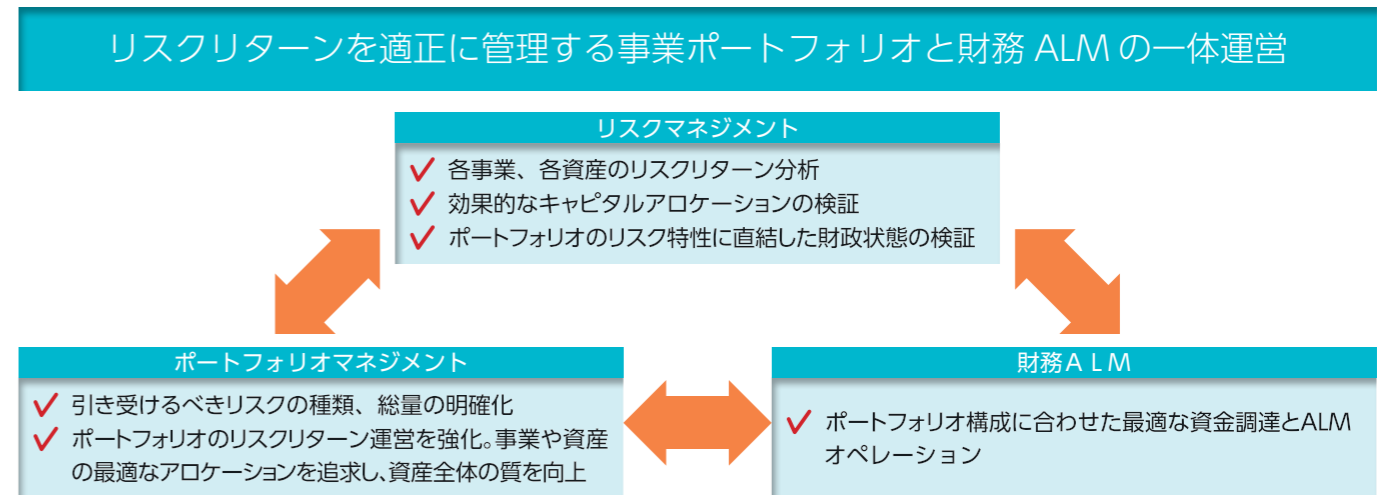 リスクリターンを適正に管理する事業ポートフォリオと財務 ALM の一体運営
リスクマネジメント
各事業、各資産のリスクリターン分析
効果的なキャピタルアロケーションの検証
ポートフォリオのリスク特性に直結した財政状態の検証
ポートフォリオマネジメント
引き受けるべきリスクの種類、総量の明確化
ポートフォリオのリスクリターン運営を強化。事業や資産
の最適なアロケーションを追求し、資産全体の質を向上
財務ALM
ポートフォリオ構成に合わせた最適な資金調達とALM
オペレーション